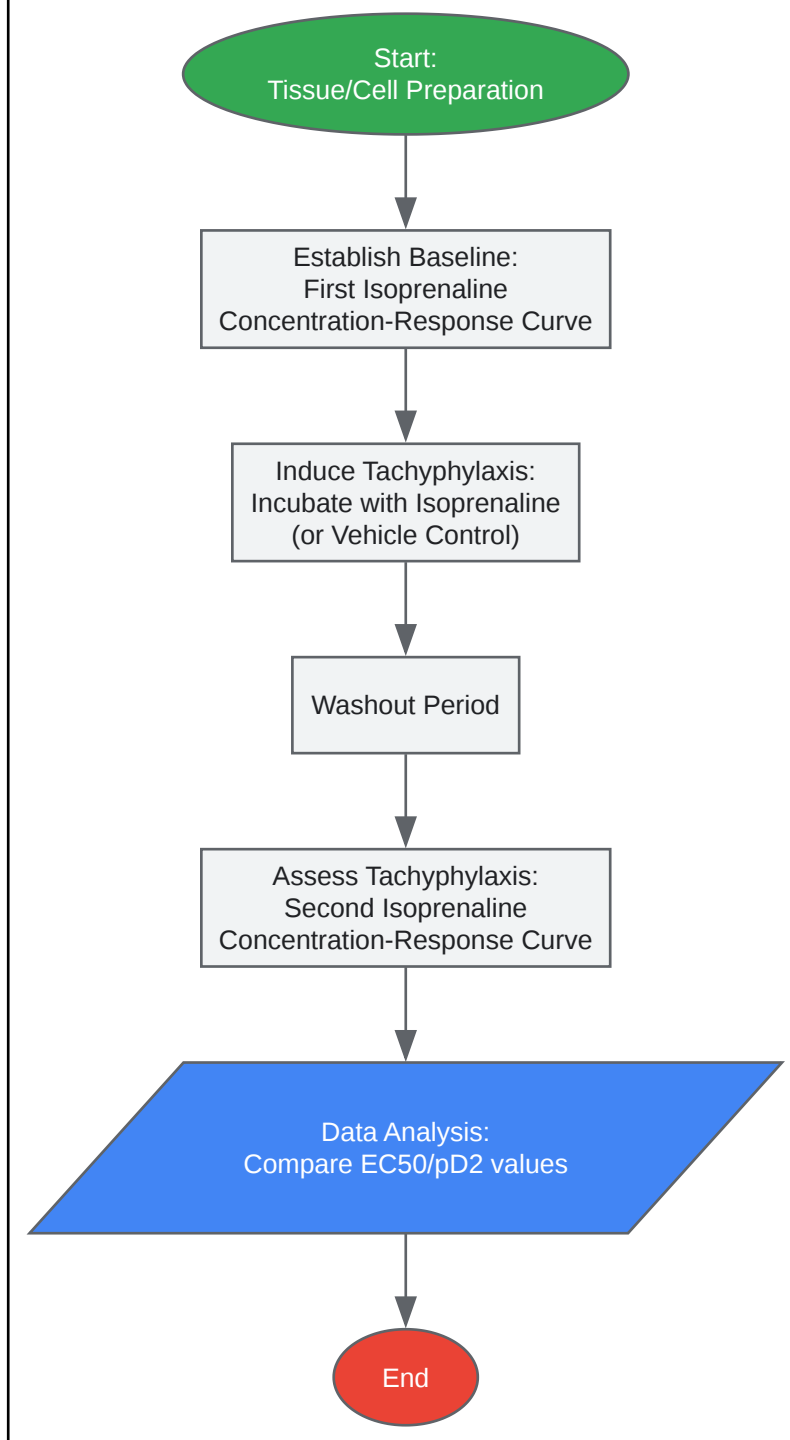 Start:
Tissue/Cell Preparation
Establish Baseline:
First Isoprenaline
Concentration-Response Curve
Induce Tachyphylaxis:
Incubate with Isoprenaline
(or Vehicle Control)
Washout Period
Assess Tachyphylaxis:
Second Isoprenaline
Concentration-Response Curve
Data Analysis:
Compare EC50/pD2 values
End